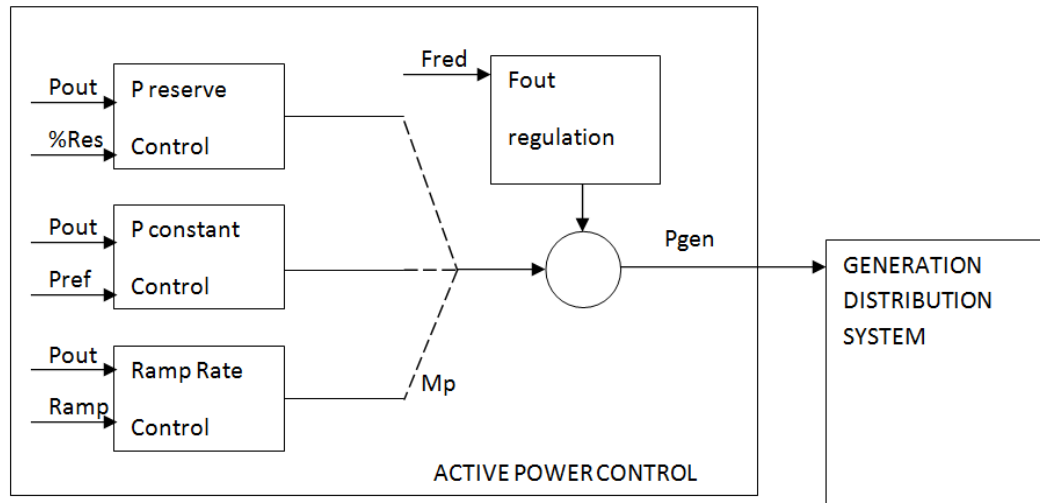 Pout
P reserve
%Res
Control
Fred
Fout
regulation
Pout
P constant
Pref
Control
Pgen
GENERATION
DISTRIBUTION
SYSTEM
Pout
Ramp Rate
Ramp
Control
Mp
ACTIVE POWER CONTROL